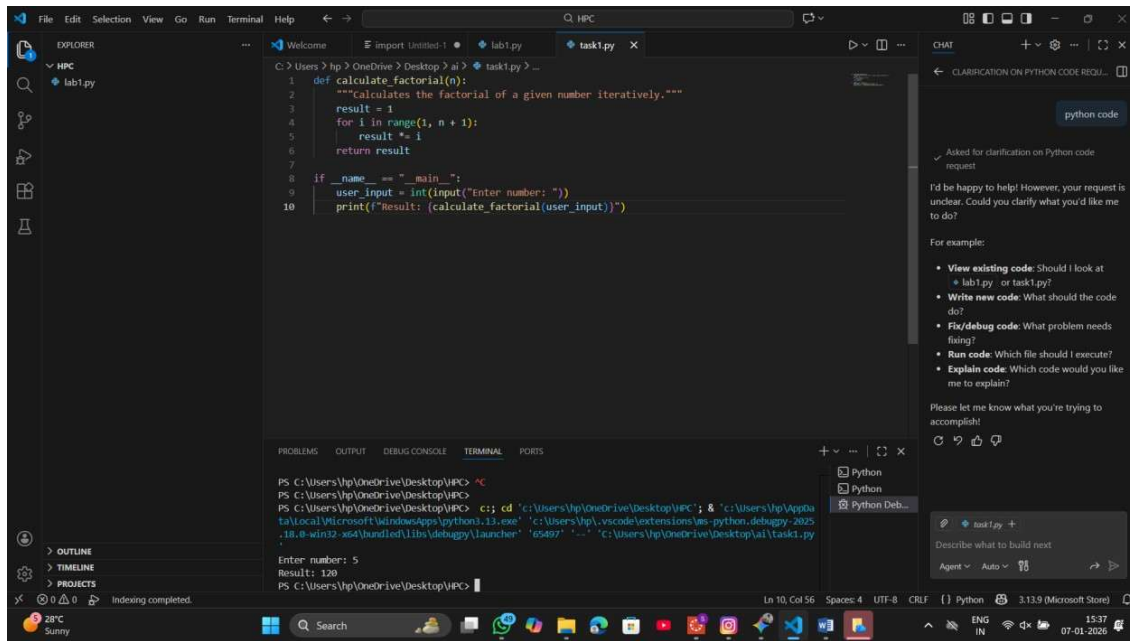 File Edit Selection View Go Run Terminal Help
HPC
EXPLORER
HPC
lab1.py
OUTLINE
TIMELINE
PROJECTS
Welcome
import Untitled-1
lab1.py
task1.py
C: > Users > hp > OneDrive > Desktop > ai > task1.py > ...
1 def calculate_factorial(n):
2 """Calculates the factorial of a given number iteratively."""
3 result = 1
4 for i in range(1, n + 1):
5 result *= i
6 return result
7
8 if __name__ == "__main__":
9 user_input = int(input("Enter number: "))
10 print(f"Result: {calculate_factorial(user_input)}")
PROBLEMS OUTPUT DEBUG CONSOLE TERMINAL PORTS
PS C:\Users\hp\OneDrive\Desktop\HPC> ^C
PS C:\Users\hp\OneDrive\Desktop\HPC>
PS C:\Users\hp\OneDrive\Desktop\HPC> c:; cd 'c:\Users\hp\OneDrive\Desktop\HPC'; & 'c:\Users\hp\AppDa
ta\Local\Microsoft\WindowsApps\python3.13.exe' 'c:\Users\hp\.vscode\extensions\ms-python.debugpy-2025
.18.0-win32-x64\bundled\libs\debugpy\launcher' '65497' '--' 'C:\Users\hp\OneDrive\Desktop\ai\task1.py
'
Enter number: 5
Result: 120
PS C:\Users\hp\OneDrive\Desktop\HPC>
Python
Python
Python Deb...
CHAT
CLARIFICATION ON PYTHON CODE REQU...
python code
Asked for clarification on Python code
request
I'd be happy to help! However, your request is
unclear. Could you clarify what you'd like me
to do?
For example:
• View existing code: Should I look at
lab1.py or task1.py?
• Write new code: What should the code
do?
• Fix/debug code: What problem needs
fixing?
• Run code: Which file should I execute?
• Explain code: Which code would you like
me to explain?
Please let me know what you're trying to
accomplish!
task1.py
Describe what to build next
Agent Auto
0 0 Indexing completed.
Ln 10, Col 56 Spaces: 4 UTF-8 CRLF {} Python 3.13.9 (Microsoft Store)
28°C
Sunny
Search
ENG
IN
15:37
07-01-2026